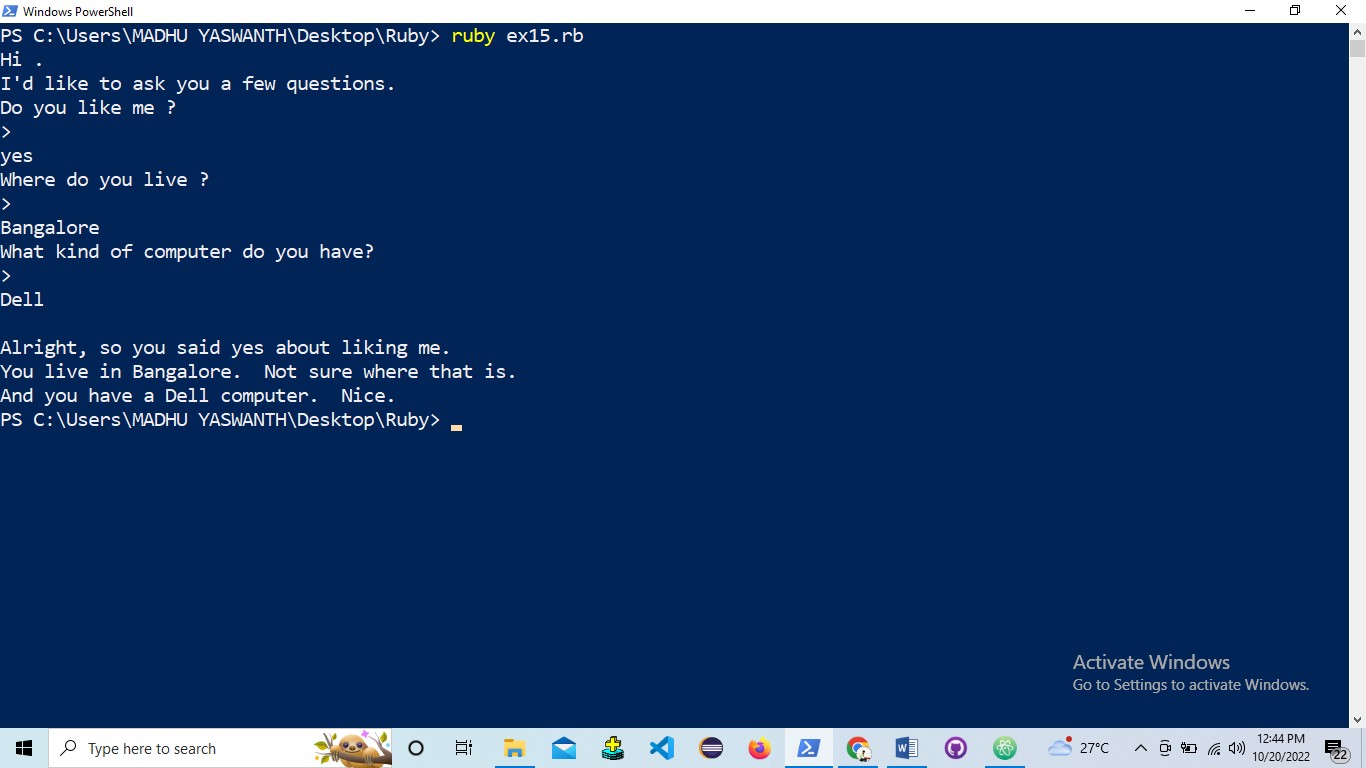 Windows PowerShell
PS C:\Users\MADHU YASWANTH\Desktop\Ruby> ruby ex15.rb
Hi .
I'd like to ask you a few questions.
Do you like me ?
>
yes
Where do you live ?
>
Bangalore
What kind of computer do you have?
>
Dell
Alright, so you said yes about liking me.
You live in Bangalore.  Not sure where that is.
And you have a Dell computer.  Nice.
PS C:\Users\MADHU YASWANTH\Desktop\Ruby>
Activate Windows
Go to Settings to activate Windows.
Type here to search
27°C
12:44 PM
10/20/2022
22